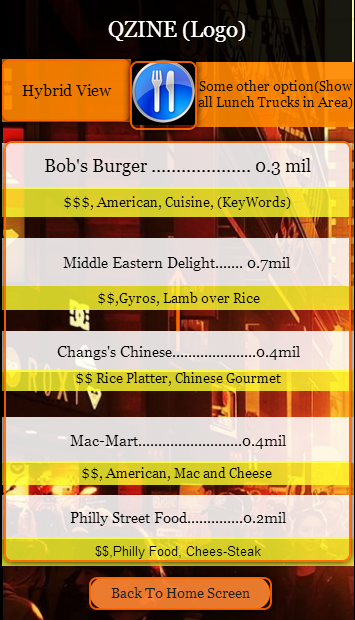 QZINE (Logo)
Hybrid View
Some other option(Show
all Lunch Trucks in Area)
Bob's Burger .................... 0.3 mil
$$$, American, Cuisine, (KeyWords)
Middle Eastern Delight....... 0.7mil
$$,Gyros, Lamb over Rice
Changs's Chinese......................0.4mil
$$ Rice Platter, Chinese Gourmet
Mac-Mart...........................0.4mil
$$, American, Mac and Cheese
Philly Street Food..............0.2mil
$$,Philly Food, Chees-Steak
Back To Home Screen
DC
ROXY